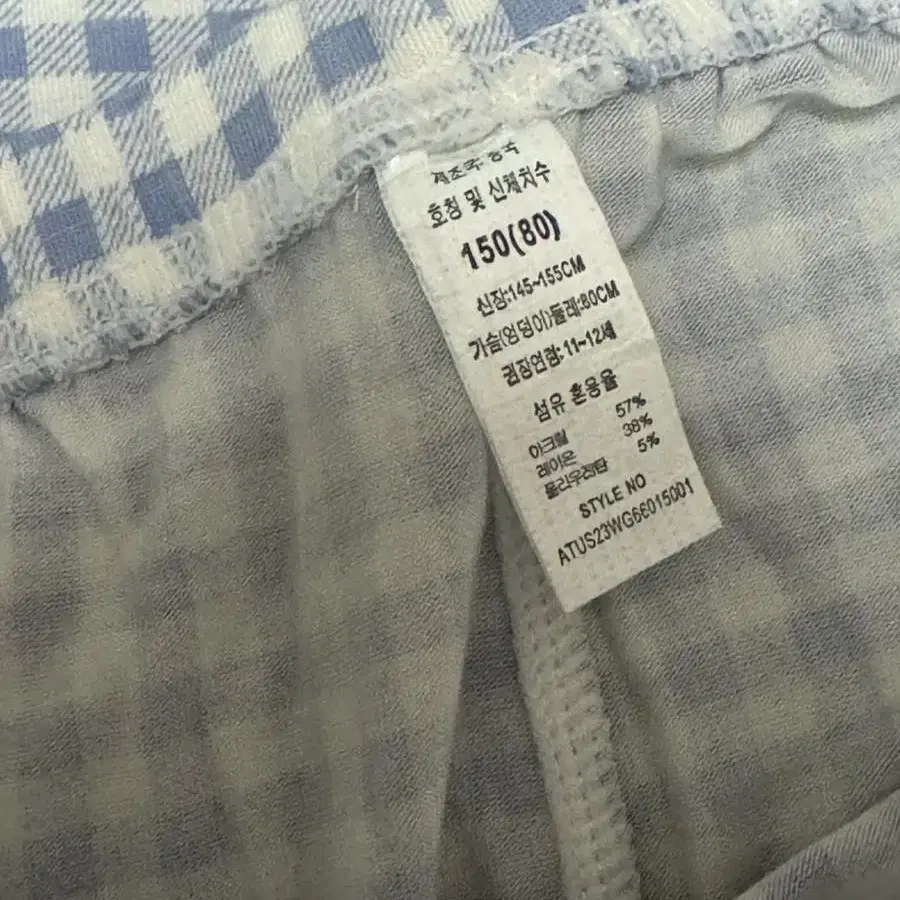 제조국: 중국
호칭 및 신체치수
150(80)
신장:145~155CM
가슴(엉덩이)둘레:80CM
권장연령: 11~12세
섬유 혼용율
아크릴 57%
레이온 38%
폴리우레탄 5%
STYLE NO
ATUS23WG66015001